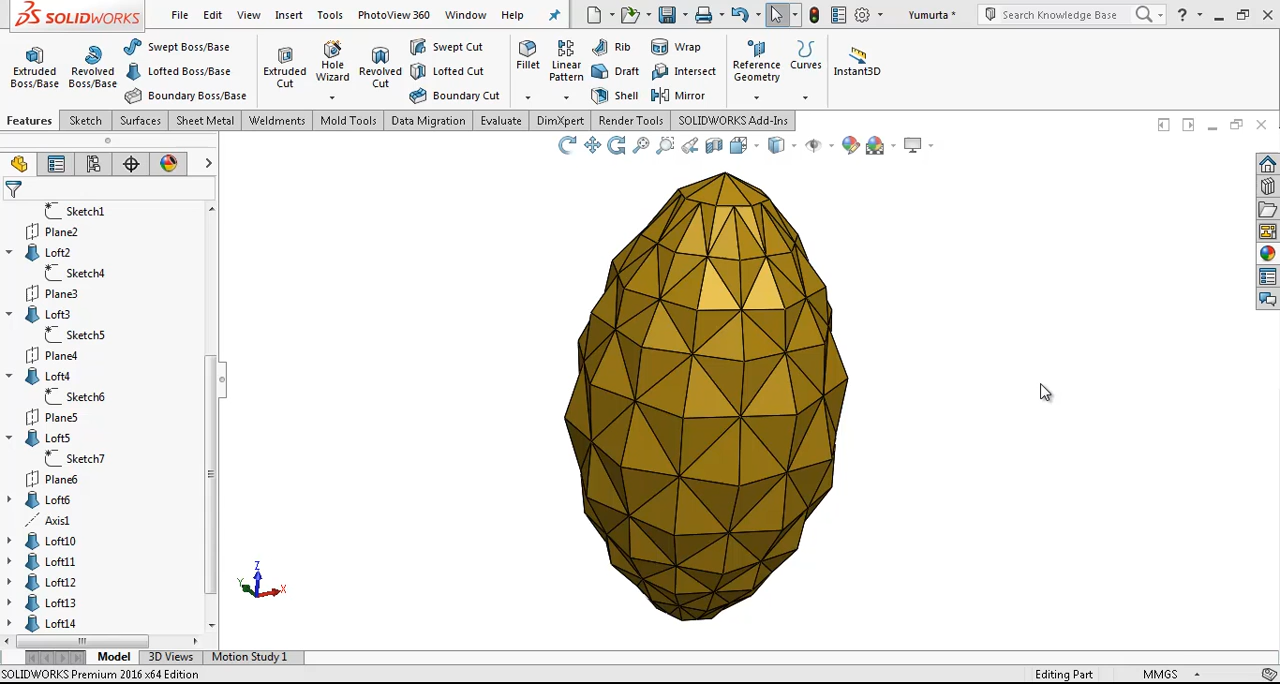 SOLIDWORKS File Edit View Insert Tools PhotoView 360 Window Help Yumurta * Search Knowledge Base ?
Extruded Boss/Base
Revolved Boss/Base
Swept Boss/Base
Lofted Boss/Base
Boundary Boss/Base
Extruded Cut
Hole Wizard
Revolved Cut
Swept Cut
Lofted Cut
Boundary Cut
Fillet
Linear Pattern
Rib
Draft
Shell
Wrap
Intersect
Mirror
Reference Geometry
Curves
Instant3D
Features Sketch Surfaces Sheet Metal Weldments Mold Tools Data Migration Evaluate DimXpert Render Tools SOLIDWORKS Add-Ins
Sketch1
Plane2
Loft2
Sketch4
Plane3
Loft3
Sketch5
Plane4
Loft4
Sketch6
Plane5
Loft5
Sketch7
Plane6
Loft6
Axis1
Loft10
Loft11
Loft12
Loft13
Loft14
Z
Y
X
Model 3D Views Motion Study 1
SOLIDWORKS Premium 2016 x64 Edition Editing Part MMGS